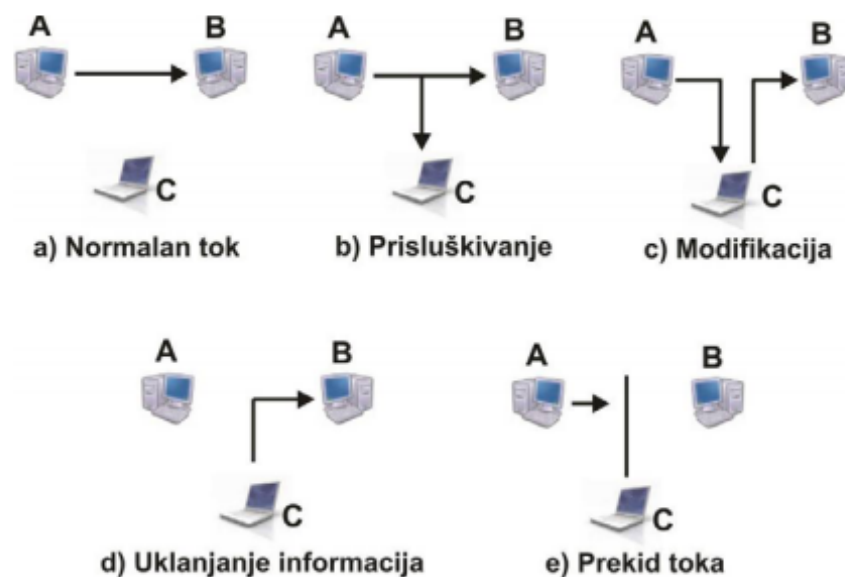 A B
C
a) Normalan tok
A B
C
b) Prisluškivanje
A B
C
c) Modifikacija
A B
C
d) Uklanjanje informacija
A B
C
e) Prekid toka